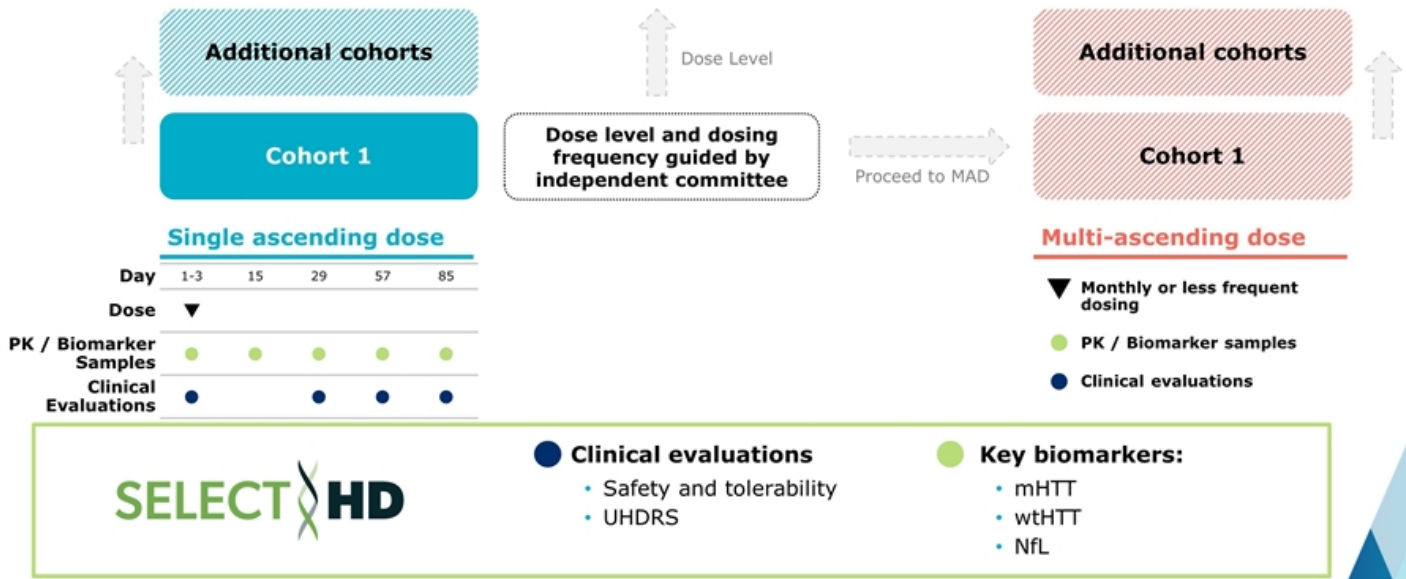 Additional cohorts
Dose Level
Additional cohorts
Cohort 1
Dose level and dosing
frequency guided by
independent committee
Proceed to MAD
Cohort 1
Single ascending dose
Day 1-3 15 29 57 85
Dose
PK / Biomarker
Samples
Clinical
Evaluations
Multi-ascending dose
Monthly or less frequent
dosing
PK / Biomarker samples
Clinical evaluations
SELECT HD
Clinical evaluations
• Safety and tolerability
• UHDRS
Key biomarkers:
• mHTT
• wtHTT
• NfL